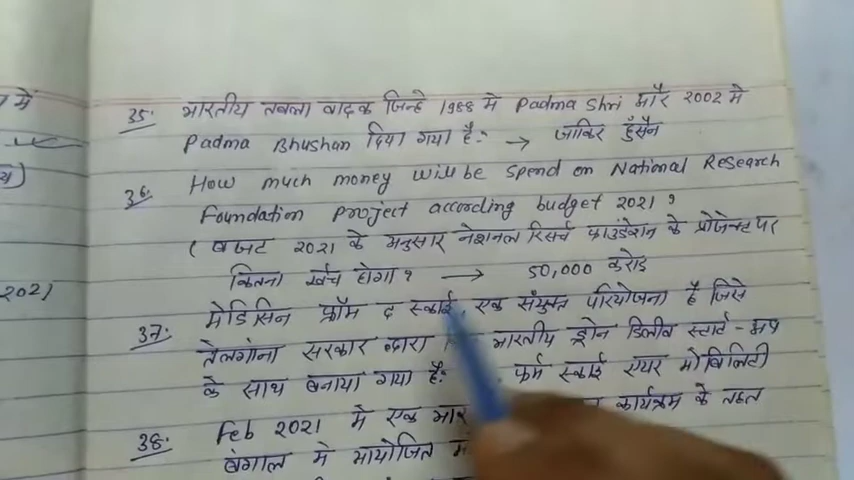 में
35. भारतीय तबला वादक जिन्हे 1988 मे Padma Shri और 2002 मे
Padma Bhushan दिया गया है:- → जाकिर हुँसैन
36. How much money will be spend on National Research
Foundation project according budget 2021 ?
( बजट 2021 के अनुसार नेशनल रिसर्च फाउंडेशन के प्रोजेक्ट पर
कितना खर्च होगा ? → 50,000 करोड
2021
37. मेडिसिन फ्रॉम द स्काई, एक संयुक्त परियोजना है जिसे
तेलगांना सरकार द्वारा भारतीय ड्रोन डिलीव स्टार्ट-अप
के साथ बनाया गया है: फर्म स्काई एयर मोबिलिटी
38. Feb 2021 मे एक कार्यक्रम के तहत
बंगाल मे आयोजित